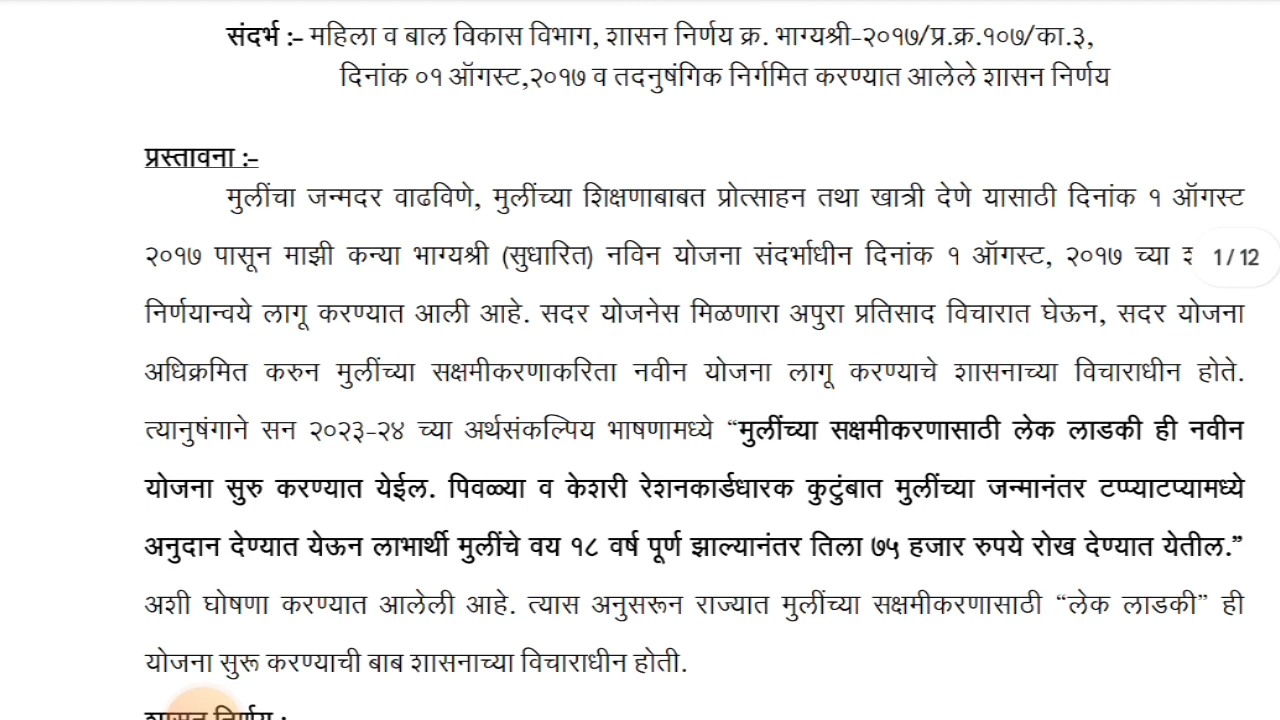 संदर्भ :- महिला व बाल विकास विभाग, शासन निर्णय क्र. भाग्यश्री-२०१७/प्र.क्र.१०७/का.३,
दिनांक ०१ ऑगस्ट,२०१७ व तदनुषंगिक निर्गमित करण्यात आलेले शासन निर्णय
प्रस्तावना :-
मुलींचा जन्मदर वाढविणे, मुलींच्या शिक्षणाबाबत प्रोत्साहन तथा खात्री देणे यासाठी दिनांक १ ऑगस्ट
२०१७ पासून माझी कन्या भाग्यश्री (सुधारित) नविन योजना संदर्भाधीन दिनांक १ ऑगस्ट, २०१७ च्या
1/12
निर्णयान्वये लागू करण्यात आली आहे. सदर योजनेस मिळणारा अपुरा प्रतिसाद विचारात घेऊन, सदर योजना
अधिक्रमित करुन मुलींच्या सक्षमीकरणाकरिता नवीन योजना लागू करण्याचे शासनाच्या विचाराधीन होते.
त्यानुषंगाने सन २०२३-२४ च्या अर्थसंकल्पिय भाषणामध्ये “मुलींच्या सक्षमीकरणासाठी लेक लाडकी ही नवीन
योजना सुरु करण्यात येईल. पिवळ्या व केशरी रेशनकार्डधारक कुटुंबात मुलींच्या जन्मानंतर टप्प्याटप्यामध्ये
अनुदान देण्यात येऊन लाभार्थी मुलींचे वय १८ वर्ष पूर्ण झाल्यानंतर तिला ७५ हजार रुपये रोख देण्यात येतील.”
अशी घोषणा करण्यात आलेली आहे. त्यास अनुसरून राज्यात मुलींच्या सक्षमीकरणासाठी “लेक लाडकी” ही
योजना सुरू करण्याची बाब शासनाच्या विचाराधीन होती.
शासन निर्णय :